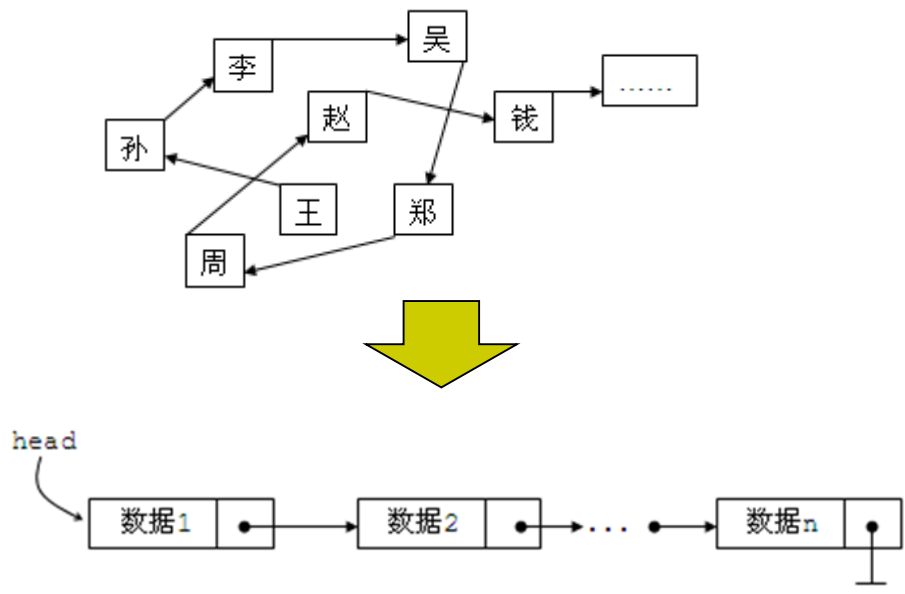 吴
李
赵
钱
……
孙
王
郑
周
head
数据1
数据2
...
数据n